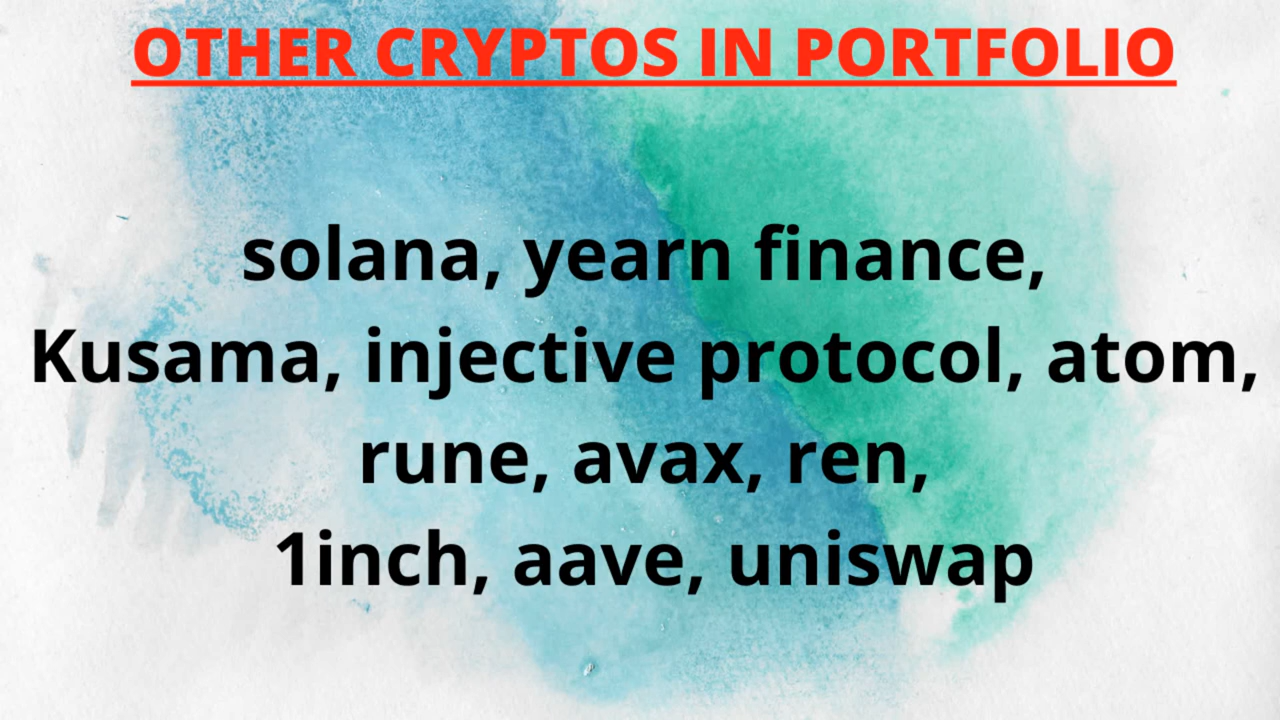 OTHER CRYPTOS IN PORTFOLIO
solana, yearn finance,
Kusama, injective protocol, atom,
rune, avax, ren,
1inch, aave, uniswap